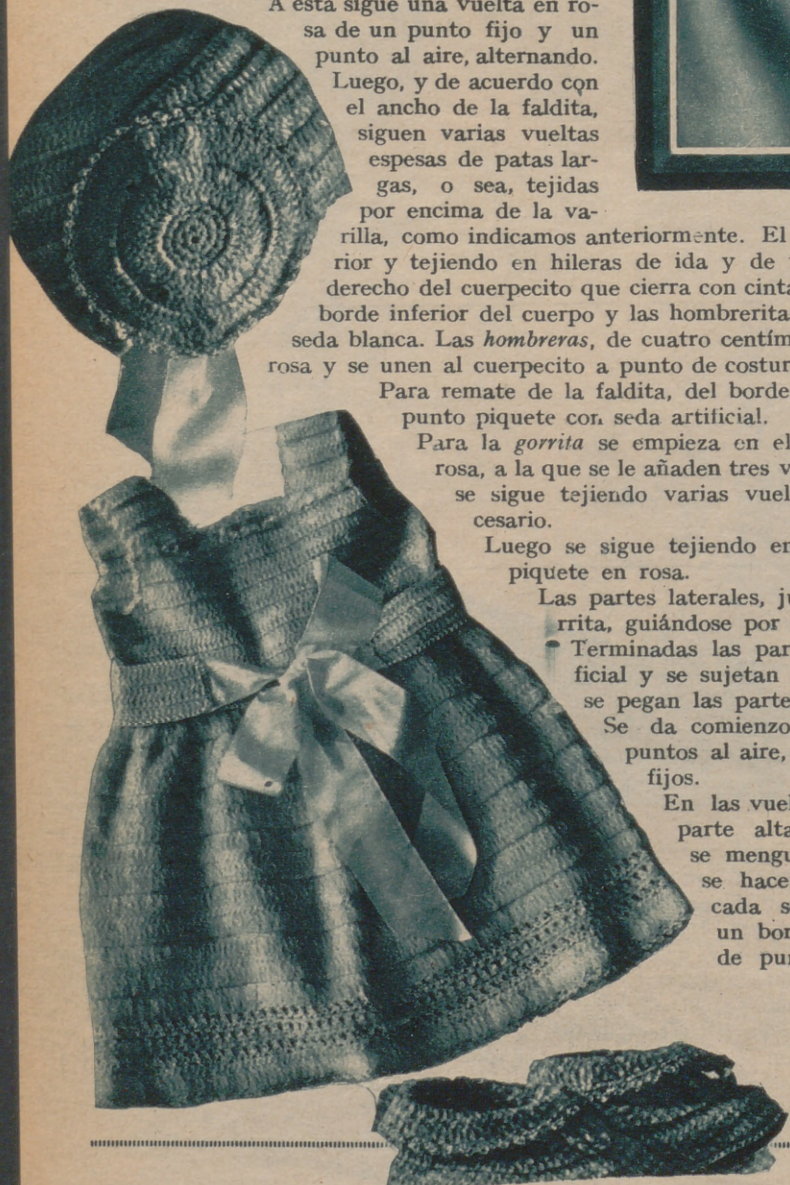 A esta sigue una vuelta en ro-
sa de un punto fijo y un
punto al aire, alternando.
Luego, y de acuerdo con
el ancho de la faldita,
siguen varias vueltas
espesas de patas lar-
gas, o sea, tejidas
por encima de la va-
rilla, como indicamos anteriormente. El
rior y tejiendo en hileras de ida y de
derecho del cuerpecito que cierra con cinta
borde inferior del cuerpo y las hombrerita
seda blanca. Las hombreras, de cuatro centím
rosa y se unen al cuerpecito a punto de costur
Para remate de la faldita, del borde
punto piquete con seda artificial.
Para la gorrita se empieza en el
rosa, a la que se le añaden tres v
se sigue tejiendo varias vuel
cesario.
Luego se sigue tejiendo en
piquete en rosa.
Las partes laterales, ju
rrita, guiándose por
Terminadas las par
ficial y se sujetan
se pegan las parte
Se da comienzo
puntos al aire,
fijos.
En las vuel
parte alta
se mengu
se hace
cada s
un bor
de pu